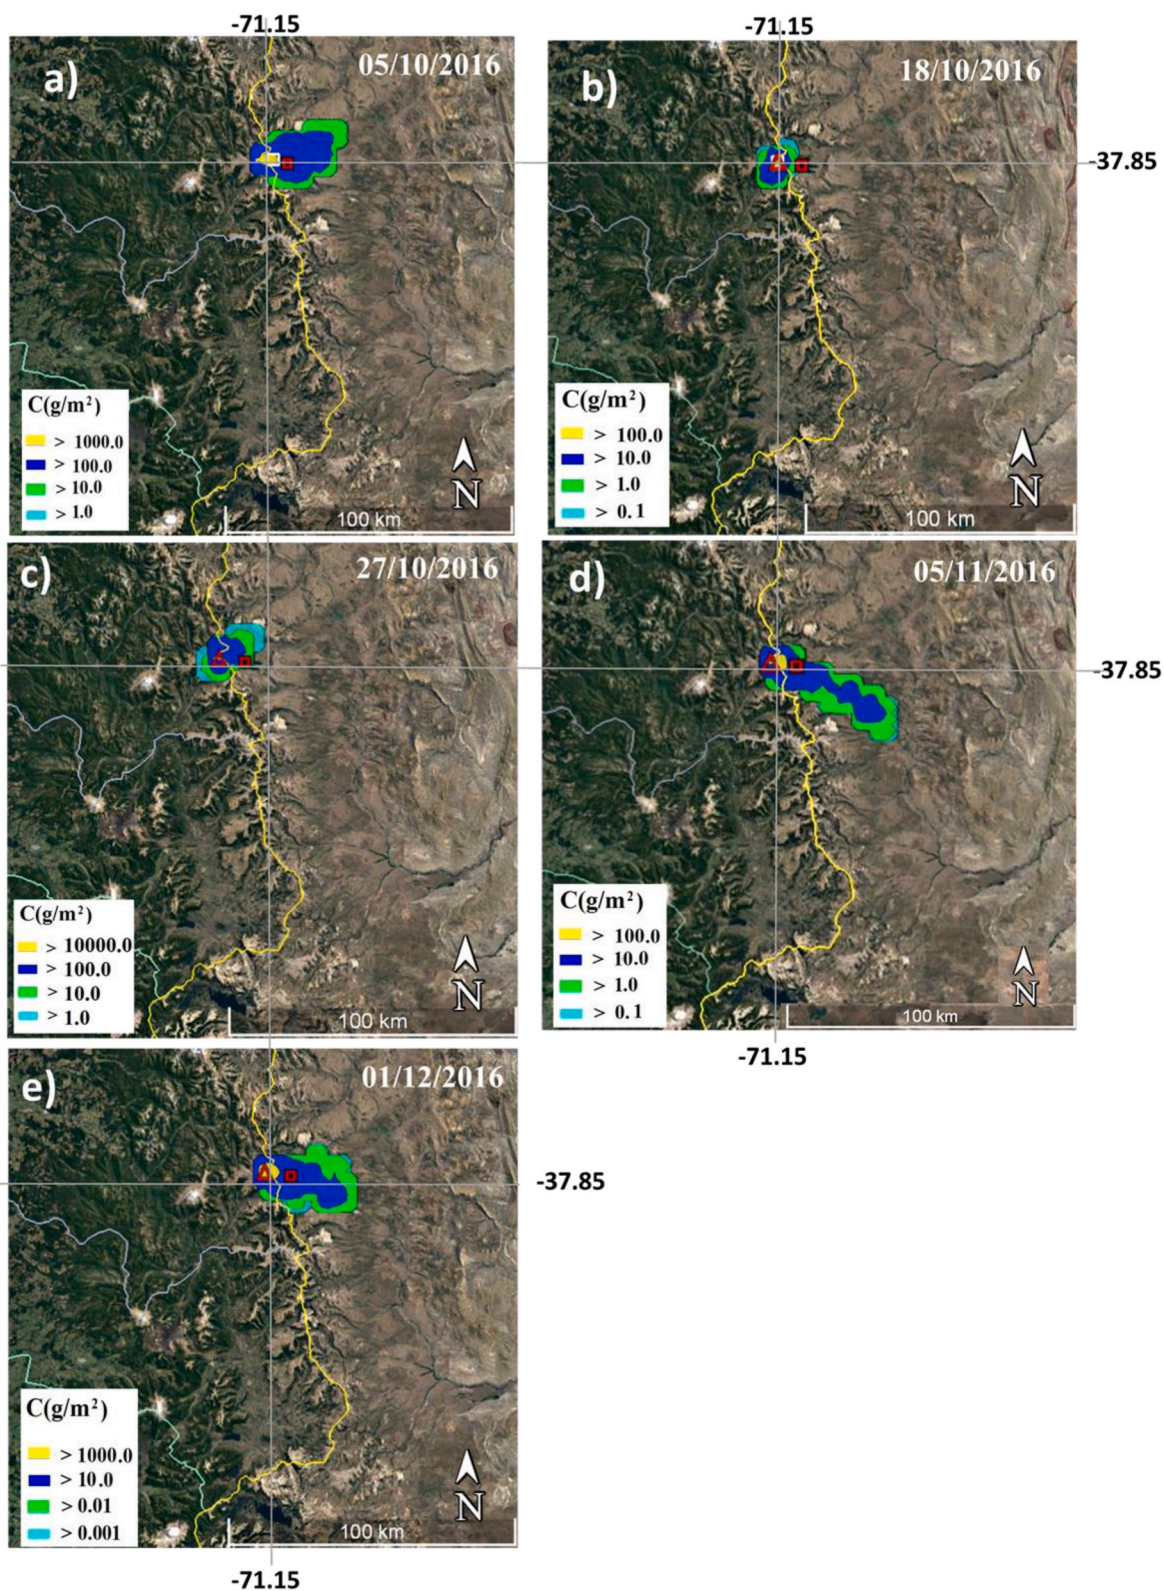 -71.15
-71.15
a)
05/10/2016
b)
18/10/2016
-37.85
C(g/m²)
> 1000.0
> 100.0
> 10.0
> 1.0
N
100 km
C(g/m²)
> 100.0
> 10.0
> 1.0
> 0.1
N
100 km
c)
27/10/2016
d)
05/11/2016
-37.85
C(g/m²)
> 10000.0
> 100.0
> 10.0
> 1.0
N
100 km
C(g/m²)
> 100.0
> 10.0
> 1.0
> 0.1
N
100 km
-71.15
e)
01/12/2016
-37.85
C(g/m²)
> 1000.0
> 10.0
> 0.01
> 0.001
N
100 km
-71.15